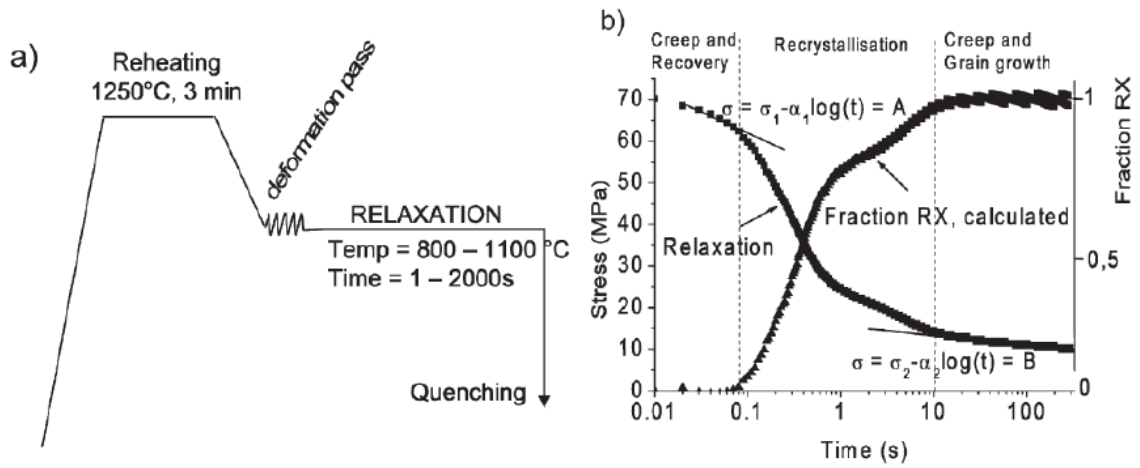 a)
Reheating
1250°C, 3 min
deformation pass
RELAXATION
Temp = 800 – 1100 °C
Time = 1 – 2000s
Quenching
b)
Creep and
Recovery
Recrystallisation
Creep and
Grain growth
σ = σ₁-α₁log(t) = A
Fraction RX, calculated
Relaxation
σ = σ₂-α₂log(t) = B
Stress (MPa)
70
60
50
40
30
20
10
0
Fraction RX
1
0,5
0
0.01
0.1
1
10
100
Time (s)